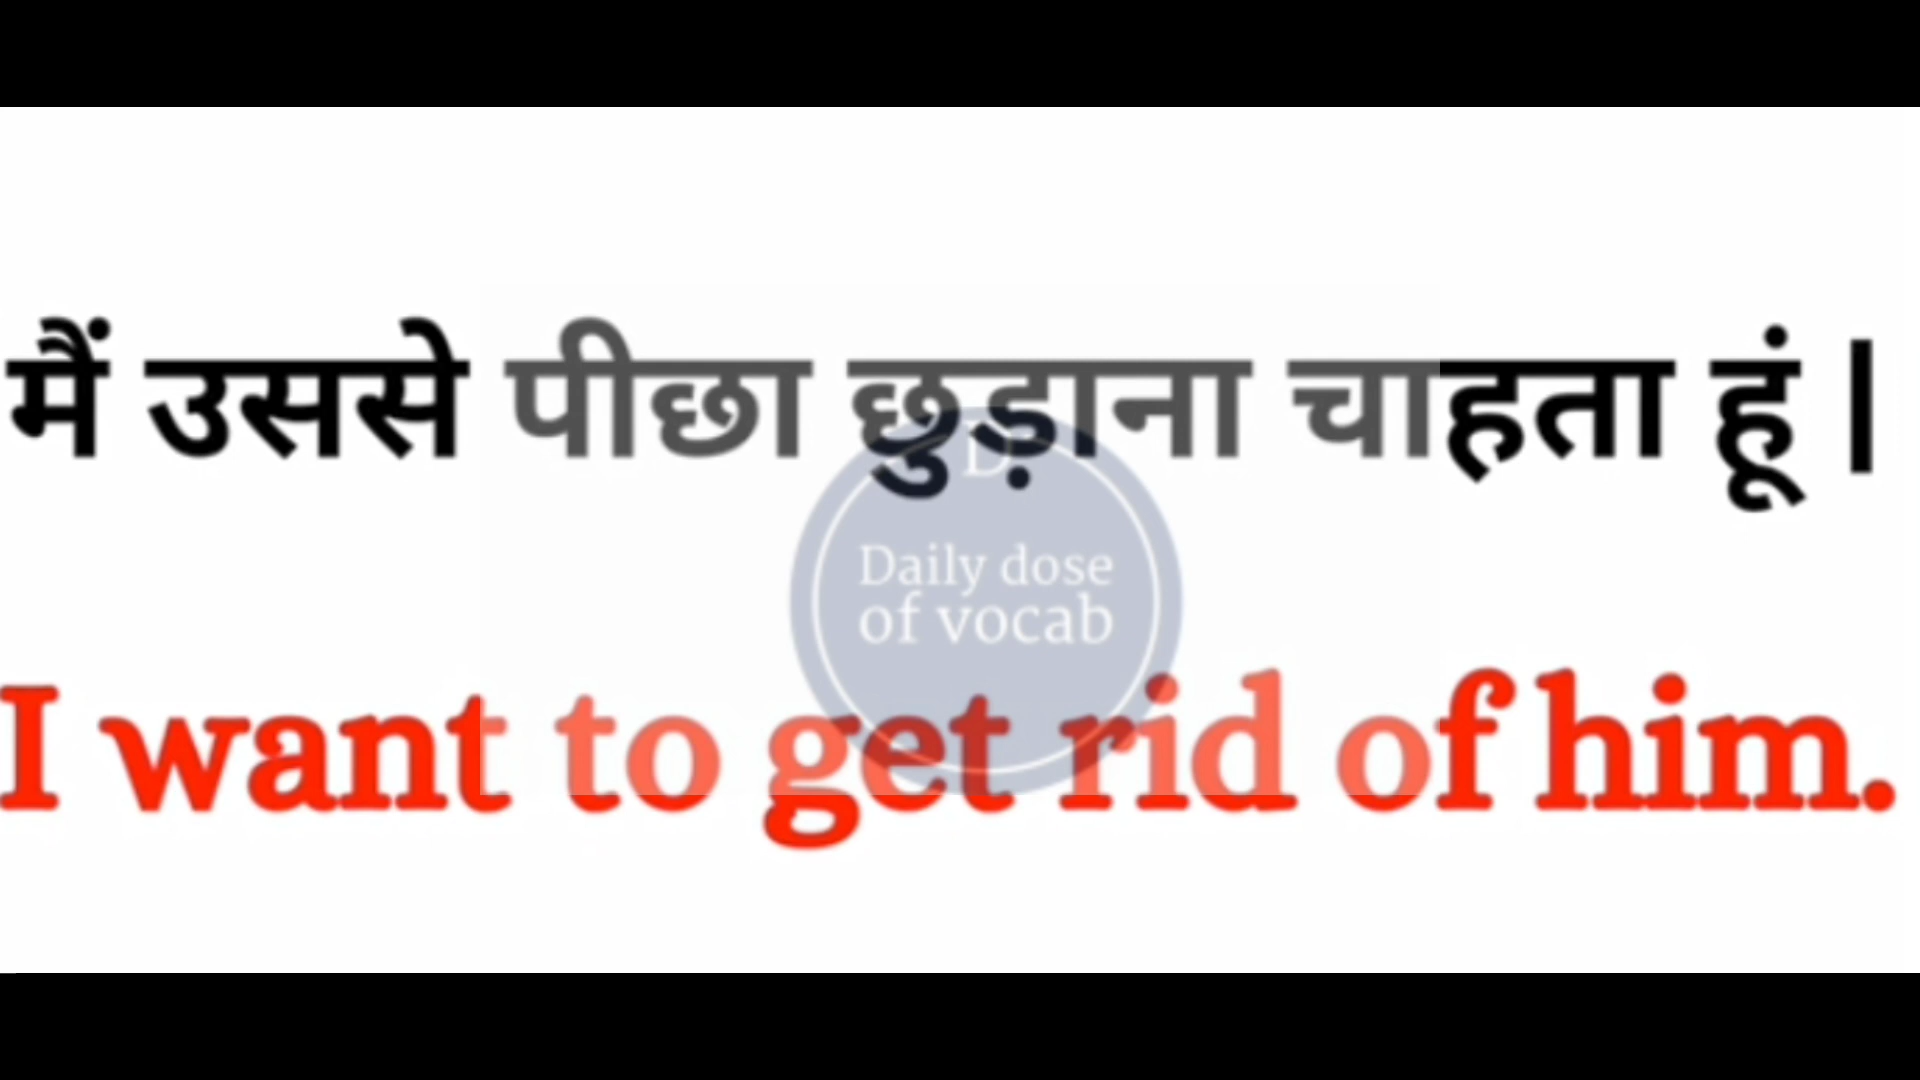 मैं उससे पीछा छुड़ाना चाहता हूं |
D
Daily dose
of vocab
I want to get rid of him.